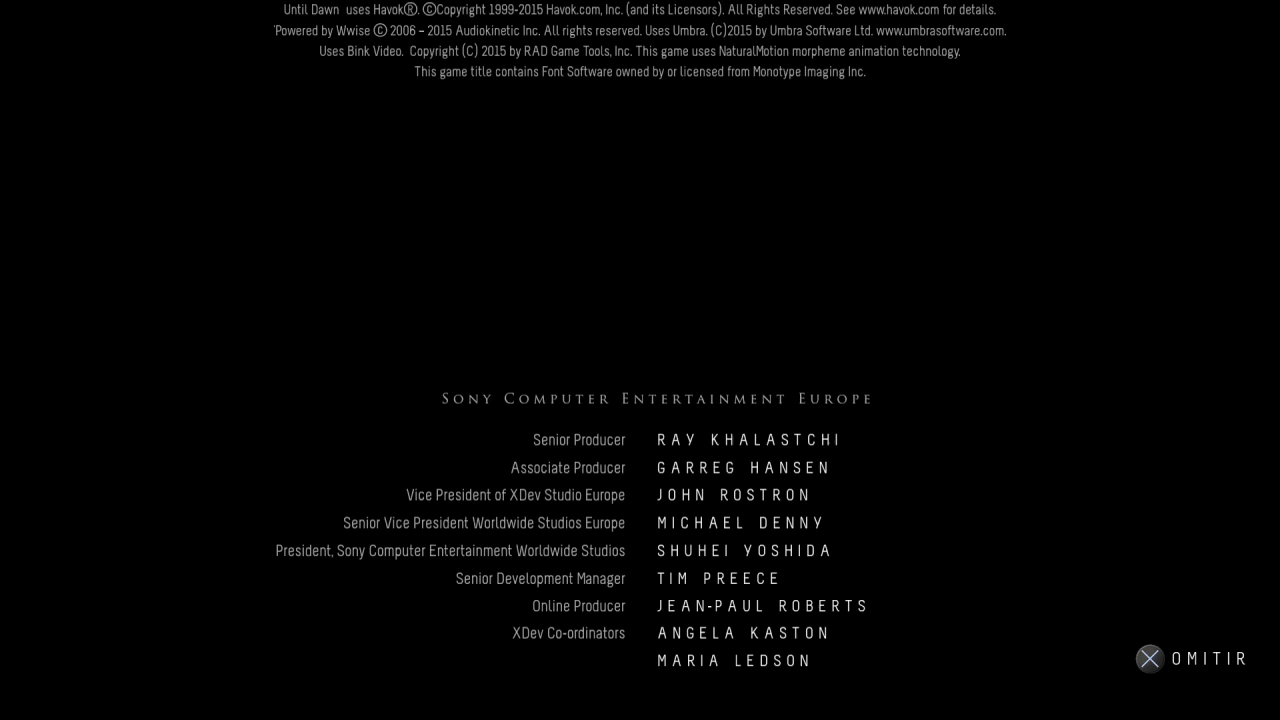 Until Dawn uses Havok®. ©Copyright 1999-2015 Havok.com, Inc. (and its Licensors). All Rights Reserved. See www.havok.com for details.
'Powered by Wwise © 2006 – 2015 Audiokinetic Inc. All rights reserved. Uses Umbra. (C)2015 by Umbra Software Ltd. www.umbrasoftware.com.
Uses Bink Video. Copyright (C) 2015 by RAD Game Tools, Inc. This game uses NaturalMotion morpheme animation technology.
This game title contains Font Software owned by or licensed from Monotype Imaging Inc.
Sony Computer Entertainment Europe
Senior Producer RAY KHALASTCHI
Associate Producer GARREG HANSEN
Vice President of XDev Studio Europe JOHN ROSTRON
Senior Vice President Worldwide Studios Europe MICHAEL DENNY
President, Sony Computer Entertainment Worldwide Studios SHUHEI YOSHIDA
Senior Development Manager TIM PREECE
Online Producer JEAN-PAUL ROBERTS
XDev Co-ordinators ANGELA KASTON
MARIA LEDSON
OMITIR